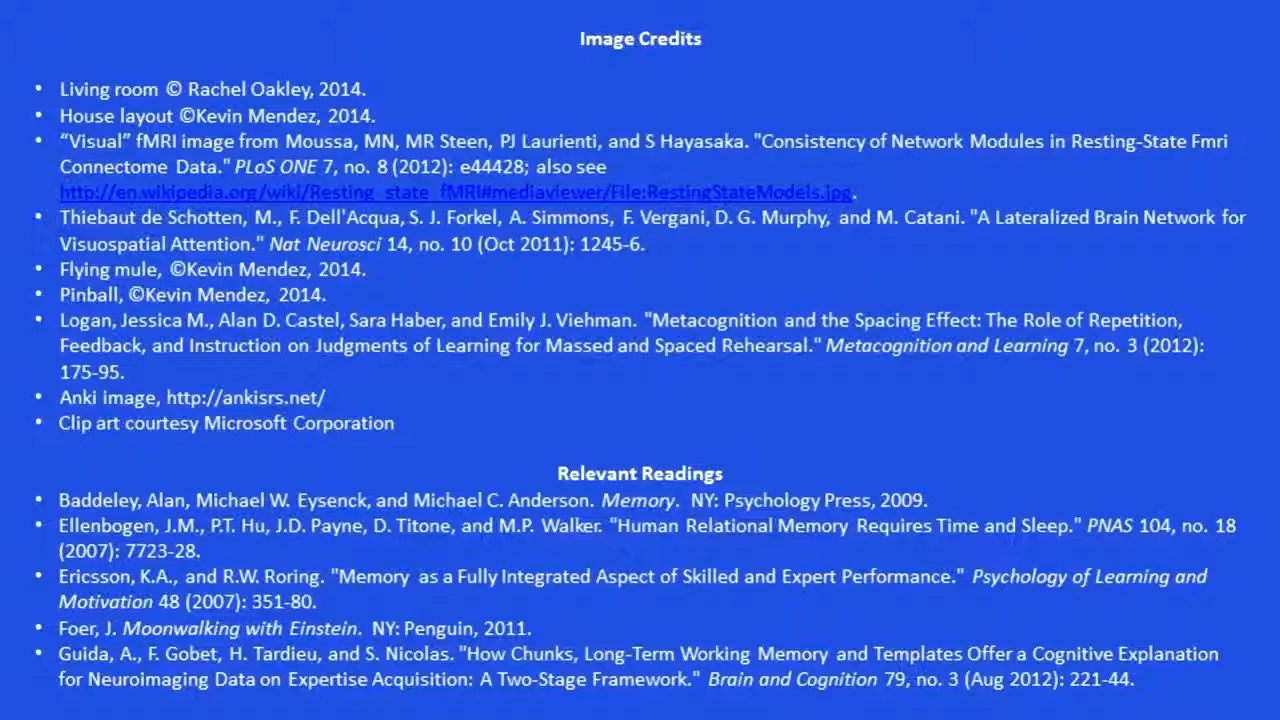 Image Credits
• Living room © Rachel Oakley, 2014.
• House layout ©Kevin Mendez, 2014.
• “Visual” fMRI image from Moussa, MN, MR Steen, PJ Laurienti, and S Hayasaka. "Consistency of Network Modules in Resting-State Fmri
Connectome Data." PLoS ONE 7, no. 8 (2012): e44428; also see
http://en.wikipedia.org/wiki/Resting_state_fMRI#mediaviewer/File:RestingStateModels.jpg.
• Thiebaut de Schotten, M., F. Dell'Acqua, S. J. Forkel, A. Simmons, F. Vergani, D. G. Murphy, and M. Catani. "A Lateralized Brain Network for
Visuospatial Attention." Nat Neurosci 14, no. 10 (Oct 2011): 1245-6.
• Flying mule, ©Kevin Mendez, 2014.
• Pinball, ©Kevin Mendez, 2014.
• Logan, Jessica M., Alan D. Castel, Sara Haber, and Emily J. Viehman. "Metacognition and the Spacing Effect: The Role of Repetition,
Feedback, and Instruction on Judgments of Learning for Massed and Spaced Rehearsal." Metacognition and Learning 7, no. 3 (2012):
175-95.
• Anki image, http://ankisrs.net/
• Clip art courtesy Microsoft Corporation
Relevant Readings
• Baddeley, Alan, Michael W. Eysenck, and Michael C. Anderson. Memory. NY: Psychology Press, 2009.
• Ellenbogen, J.M., P.T. Hu, J.D. Payne, D. Titone, and M.P. Walker. "Human Relational Memory Requires Time and Sleep." PNAS 104, no. 18
(2007): 7723-28.
• Ericsson, K.A., and R.W. Roring. "Memory as a Fully Integrated Aspect of Skilled and Expert Performance." Psychology of Learning and
Motivation 48 (2007): 351-80.
• Foer, J. Moonwalking with Einstein. NY: Penguin, 2011.
• Guida, A., F. Gobet, H. Tardieu, and S. Nicolas. "How Chunks, Long-Term Working Memory and Templates Offer a Cognitive Explanation
for Neuroimaging Data on Expertise Acquisition: A Two-Stage Framework." Brain and Cognition 79, no. 3 (Aug 2012): 221-44.